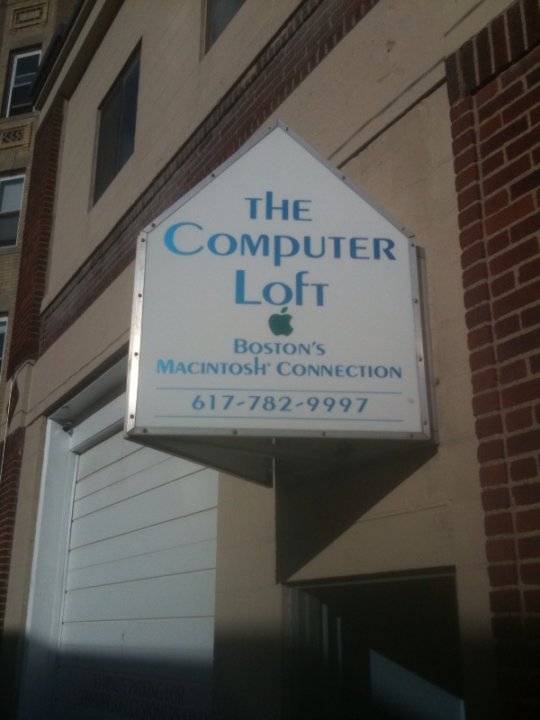 THE
COMPUTER
LOFT
BOSTON'S
MACINTOSH® CONNECTION
617-782-9997